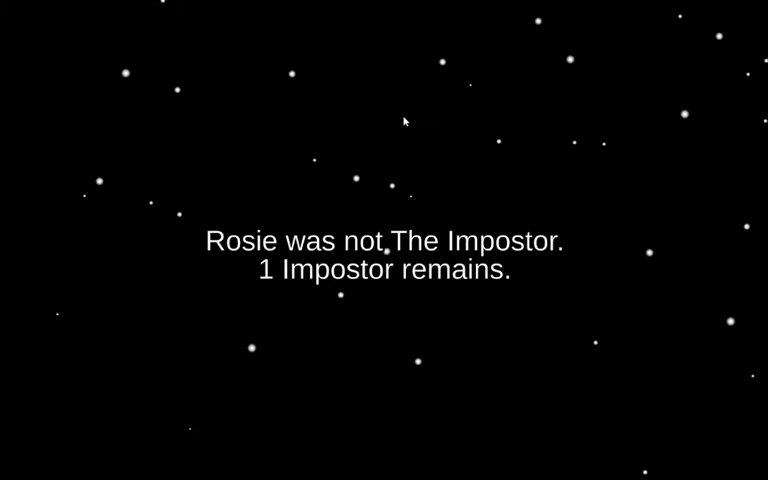 Rosie was not The Impostor.
1 Impostor remains.